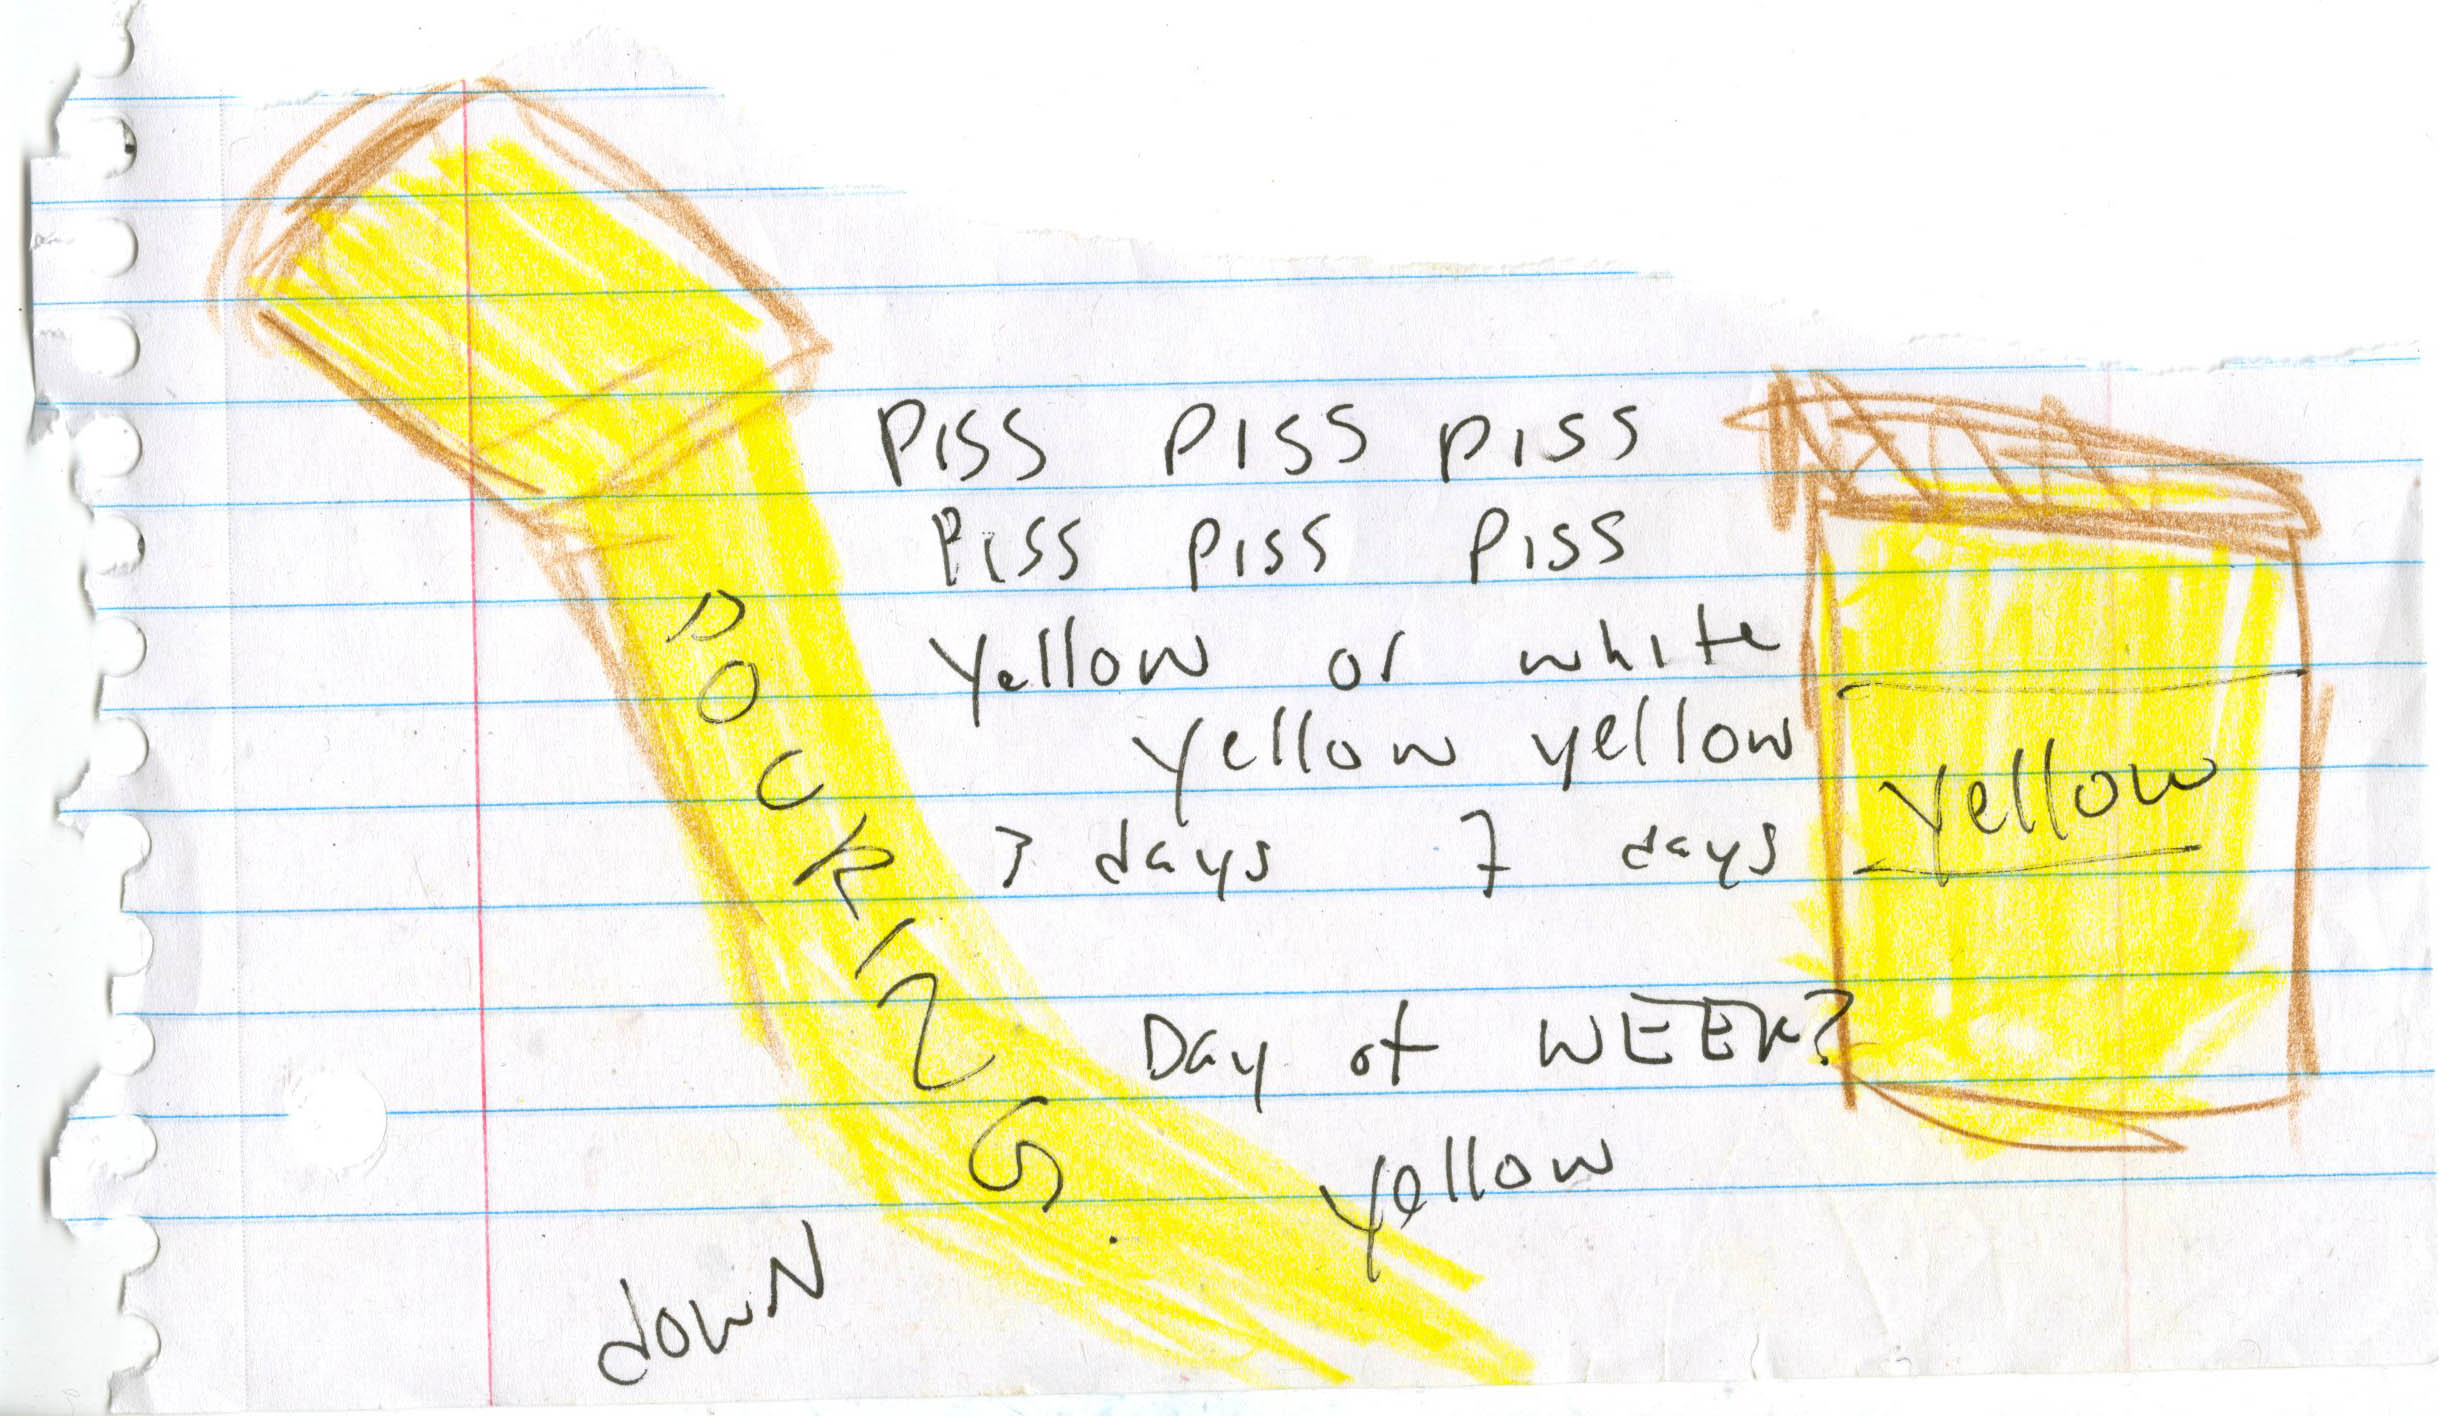 PISS PISS PISS
PISS PISS PISS
Yellow or white
yellow yellow
3 days 7 days
yellow
Day of WEEK?
yellow
POURING
down